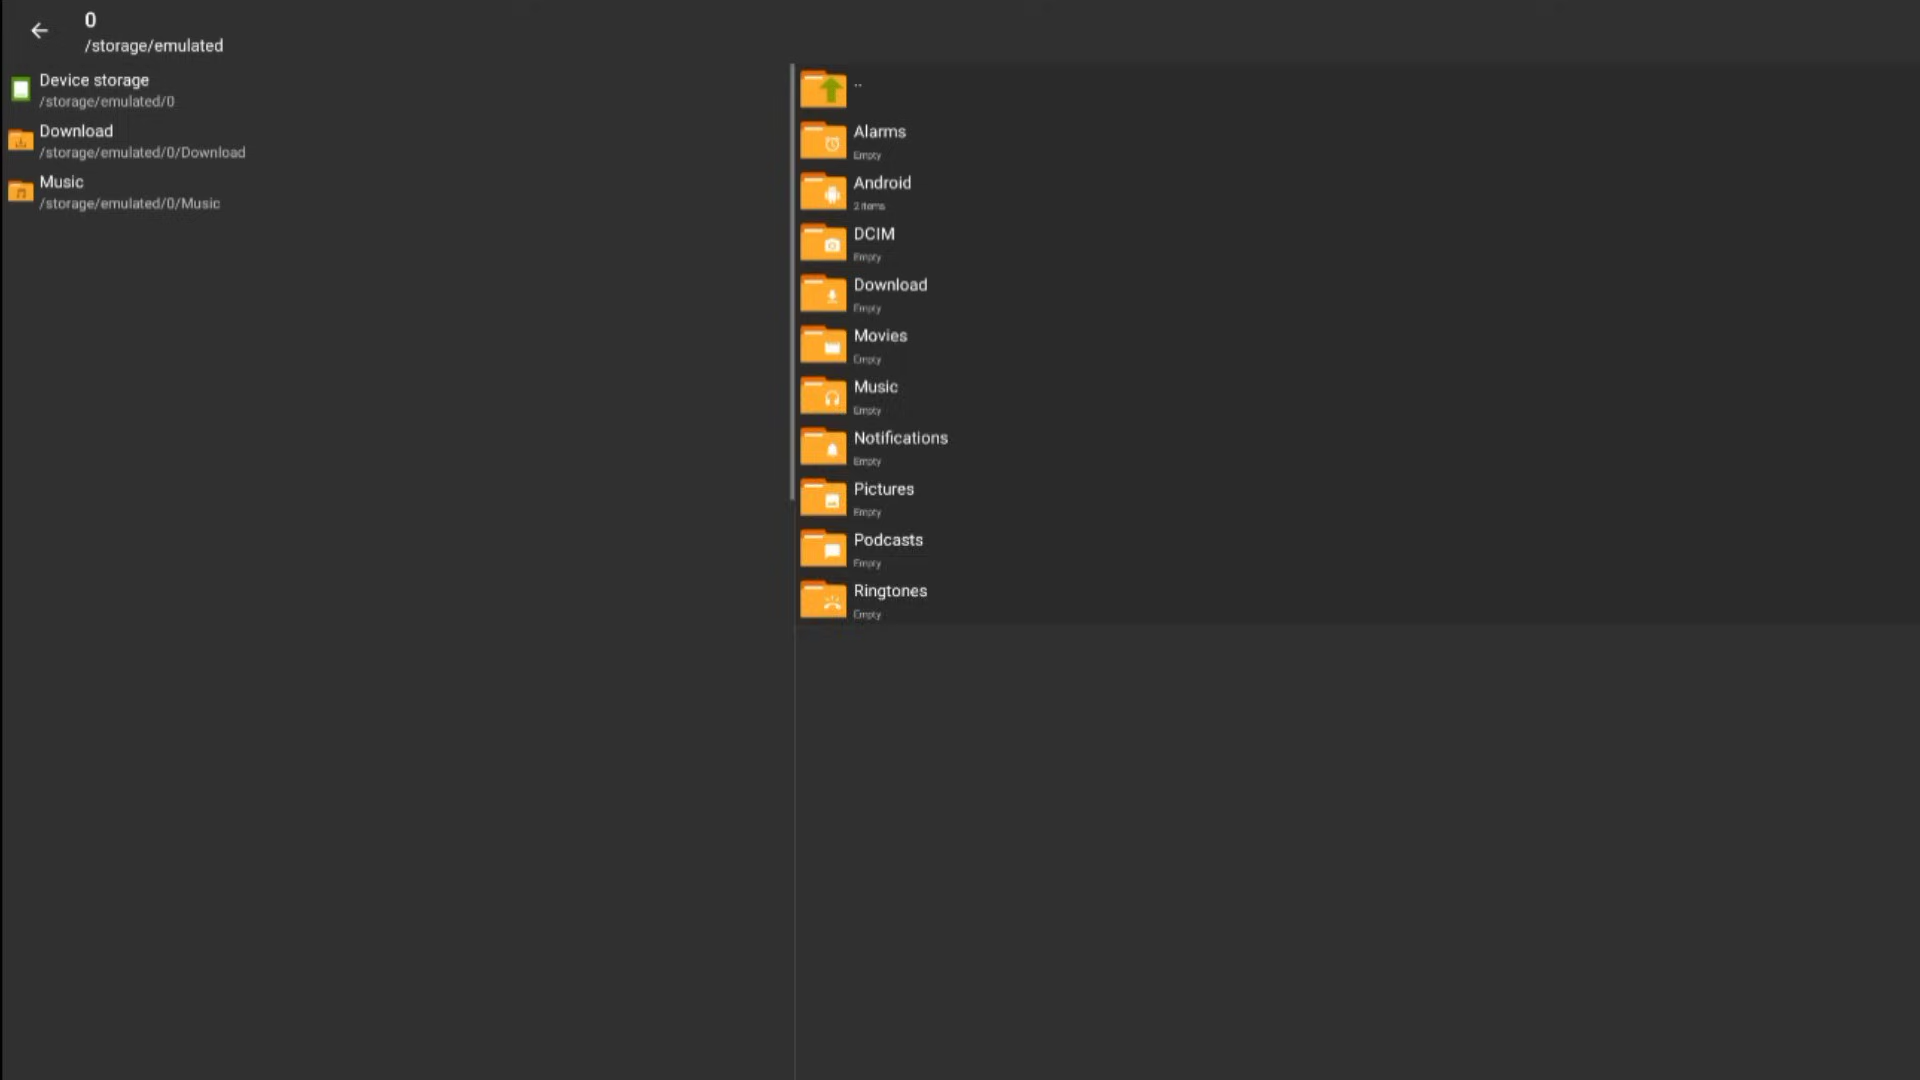 0
/storage/emulated
Device storage
/storage/emulated/0
Download
/storage/emulated/0/Download
Music
/storage/emulated/0/Music
..
Alarms
Empty
Android
2 items
DCIM
Empty
Download
Empty
Movies
Empty
Music
Empty
Notifications
Empty
Pictures
Empty
Podcasts
Empty
Ringtones
Empty